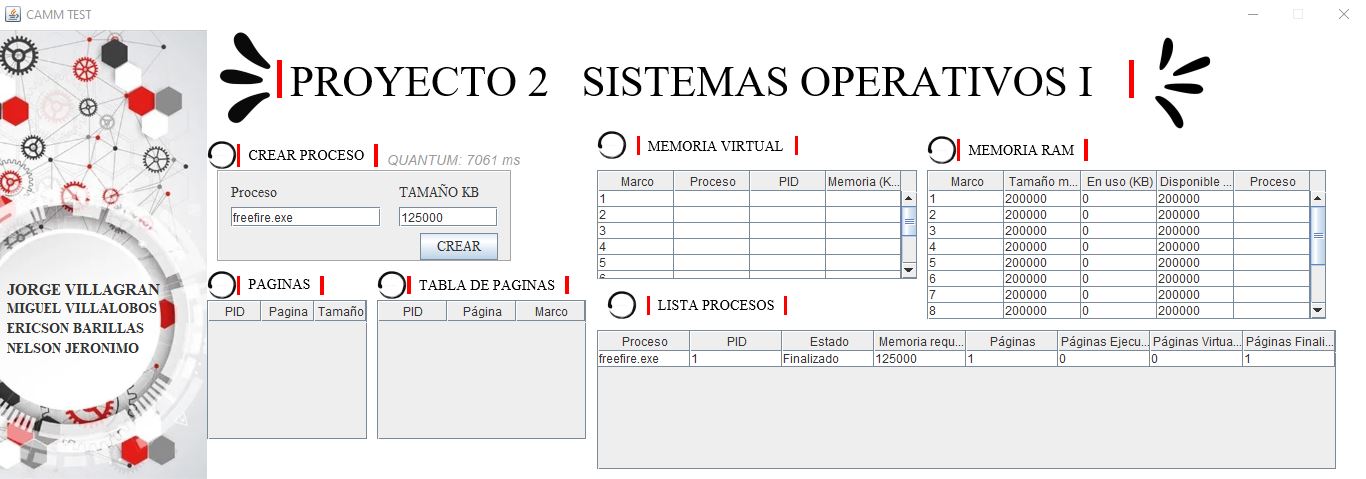 CAMM TEST
PROYECTO 2 SISTEMAS OPERATIVOS I
JORGE VILLAGRAN
MIGUEL VILLALOBOS
ERICSON BARILLAS
NELSON JERONIMO
CREAR PROCESO
QUANTUM: 7061 ms
Proceso TAMAÑO KB
freefire.exe 125000
CREAR
PAGINAS
PID Pagina Tamaño
TABLA DE PAGINAS
PID Página Marco
MEMORIA VIRTUAL
Marco Proceso PID Memoria (K...
1
2
3
4
5
6
MEMORIA RAM
Marco Tamaño m... En uso (KB) Disponible ... Proceso
1 200000 0 200000
2 200000 0 200000
3 200000 0 200000
4 200000 0 200000
5 200000 0 200000
6 200000 0 200000
7 200000 0 200000
8 200000 0 200000
LISTA PROCESOS
Proceso PID Estado Memoria requ... Páginas Páginas Ejecu... Páginas Virtua... Páginas Finali...
freefire.exe 1 Finalizado 125000 1 0 0 1